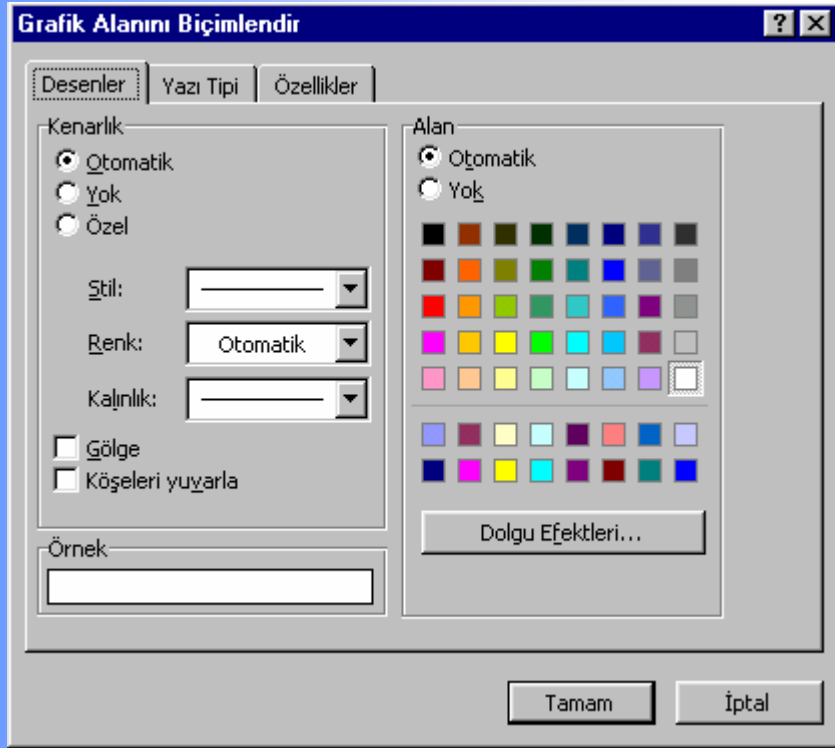 Grafik Alanını Biçimlendir
Desenler Yazı Tipi Özellikler
Kenarlık
Otomatik
Yok
Özel
Stil:
Renk: Otomatik
Kalınlık:
Gölge
Köşeleri yuvarla
Örnek
Alan
Otomatik
Yok
Dolgu Efektleri...
Tamam İptal